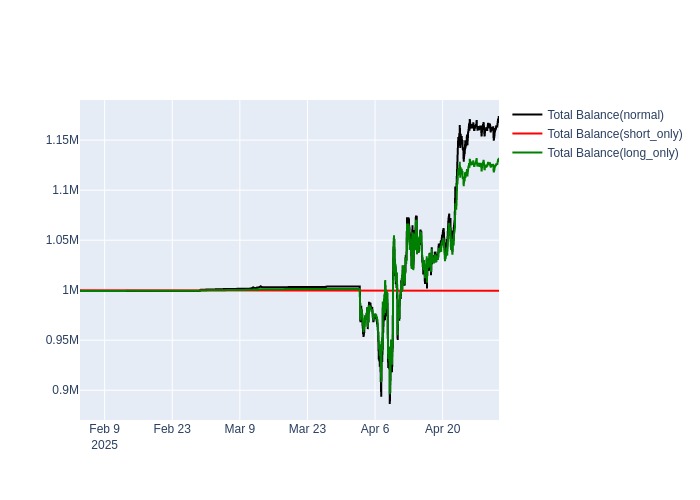 Total Balance(normal)
Total Balance(short_only)
Total Balance(long_only)
1.15M
1.1M
1.05M
1M
0.95M
0.9M
Feb 9
2025
Feb 23
Mar 9
Mar 23
Apr 6
Apr 20